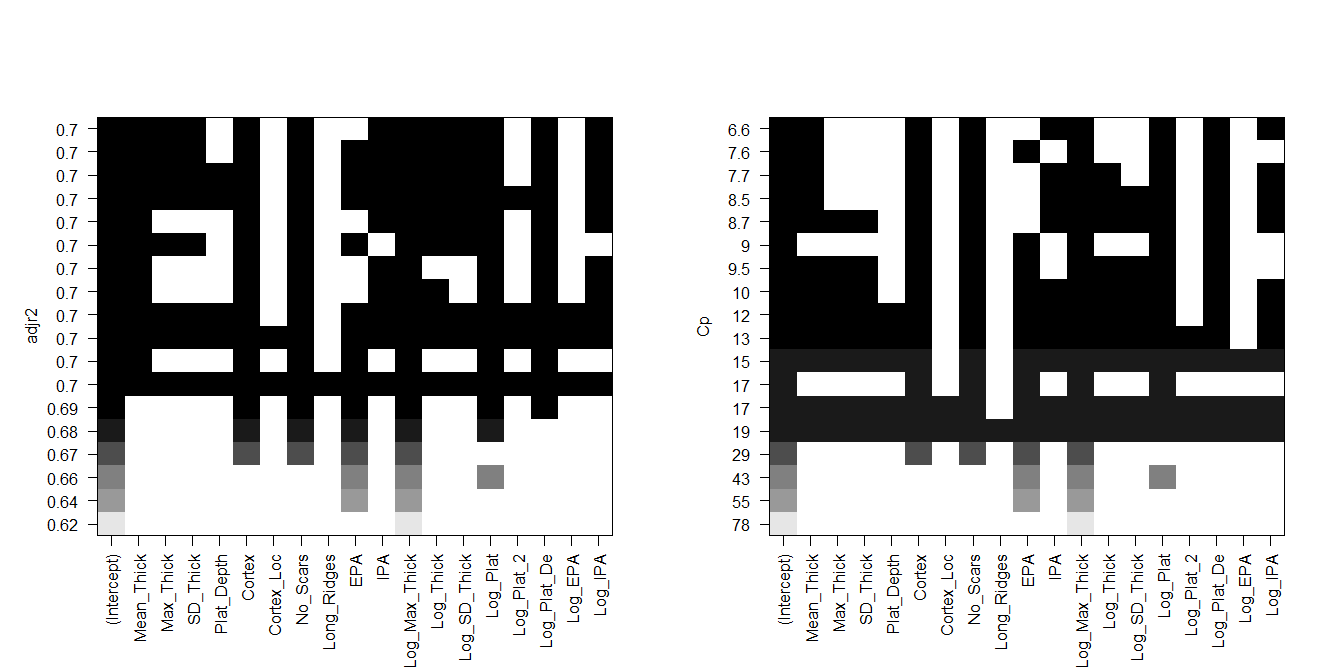 adjr2
0.7
0.7
0.7
0.7
0.7
0.7
0.7
0.7
0.7
0.7
0.7
0.7
0.69
0.68
0.67
0.66
0.64
0.62
(Intercept)
Mean_Thick
Max_Thick
SD_Thick
Plat_Depth
Cortex
Cortex_Loc
No_Scars
Long_Ridges
EPA
IPA
Log_Max_Thick
Log_Thick
Log_SD_Thick
Log_Plat
Log_Plat_2
Log_Plat_De
Log_EPA
Log_IPA
Cp
6.6
7.6
7.7
8.5
8.7
9
9.5
10
12
13
15
17
17
19
29
43
55
78
(Intercept)
Mean_Thick
Max_Thick
SD_Thick
Plat_Depth
Cortex
Cortex_Loc
No_Scars
Long_Ridges
EPA
IPA
Log_Max_Thick
Log_Thick
Log_SD_Thick
Log_Plat
Log_Plat_2
Log_Plat_De
Log_EPA
Log_IPA